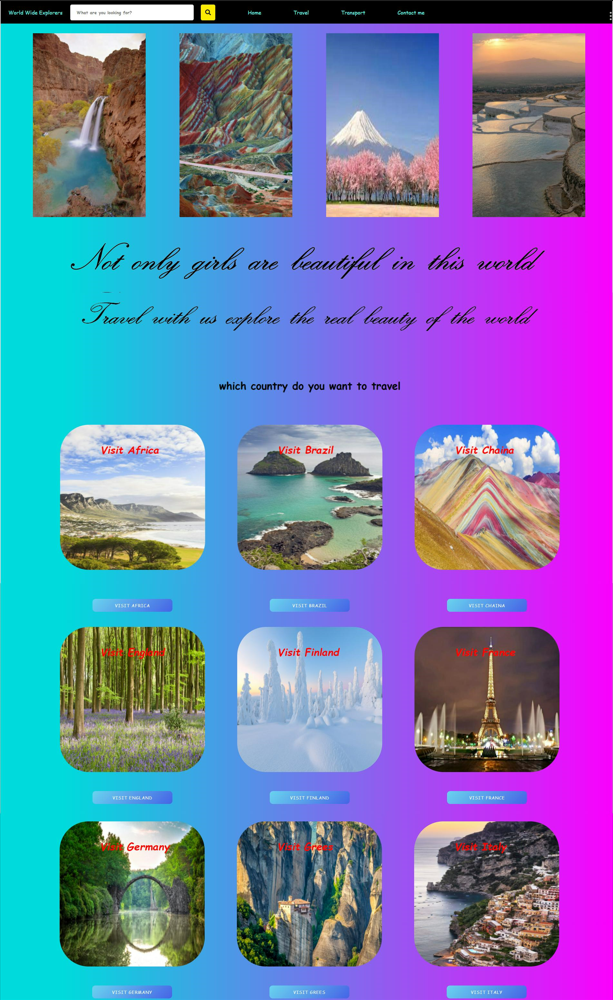 World Wide Explorers What are you looking for? Home Travel Transport Contact me
Not only girls are beautiful in this world
Travel with us explore the real beauty of the world
which country do you want to travel
Visit Africa Visit Brazil Visit Chaina
VISIT AFRICA VISIT BRAZIL VISIT CHAINA
Visit England Visit Finland Visit France
VISIT ENGLAND VISIT FINLAND VISIT FRANCE
Visit Germany Visit Grees Visit Italy
VISIT GERMANY VISIT GREES VISIT ITALY